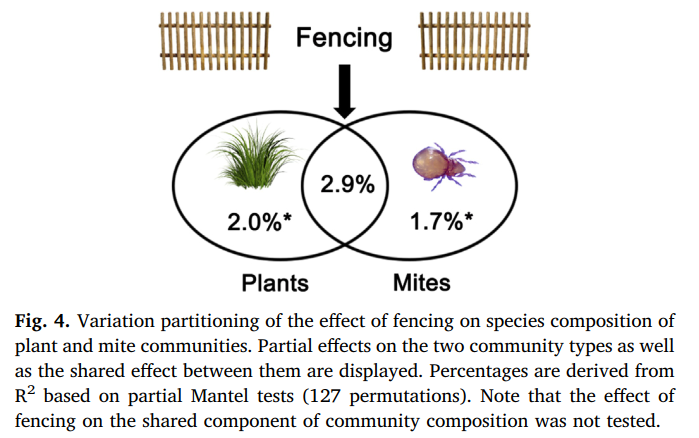 Fencing
2.9%
2.0%*
1.7%*
Plants
Mites
Fig. 4. Variation partitioning of the effect of fencing on species composition of
plant and mite communities. Partial effects on the two community types as well
as the shared effect between them are displayed. Percentages are derived from
R² based on partial Mantel tests (127 permutations). Note that the effect of
fencing on the shared component of community composition was not tested.